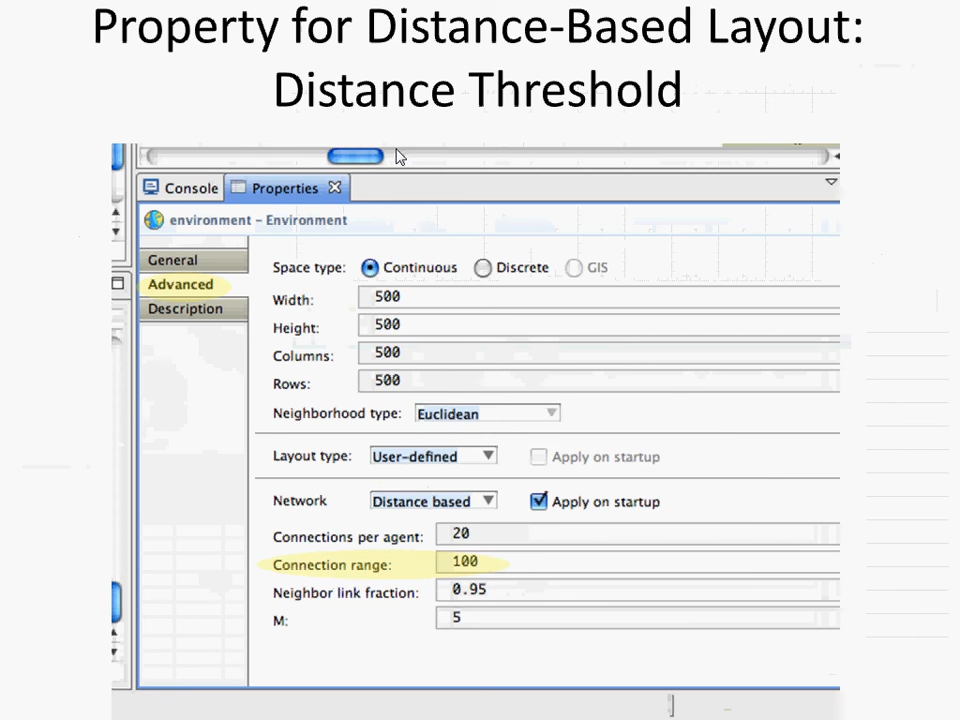 Property for Distance-Based Layout:
Distance Threshold
Console Properties
environment - Environment
General
Advanced
Description
Space type: Continuous Discrete GIS
Width: 500
Height: 500
Columns: 500
Rows: 500
Neighborhood type: Euclidean
Layout type: User-defined Apply on startup
Network Distance based Apply on startup
Connections per agent: 20
Connection range: 100
Neighbor link fraction: 0.95
M: 5